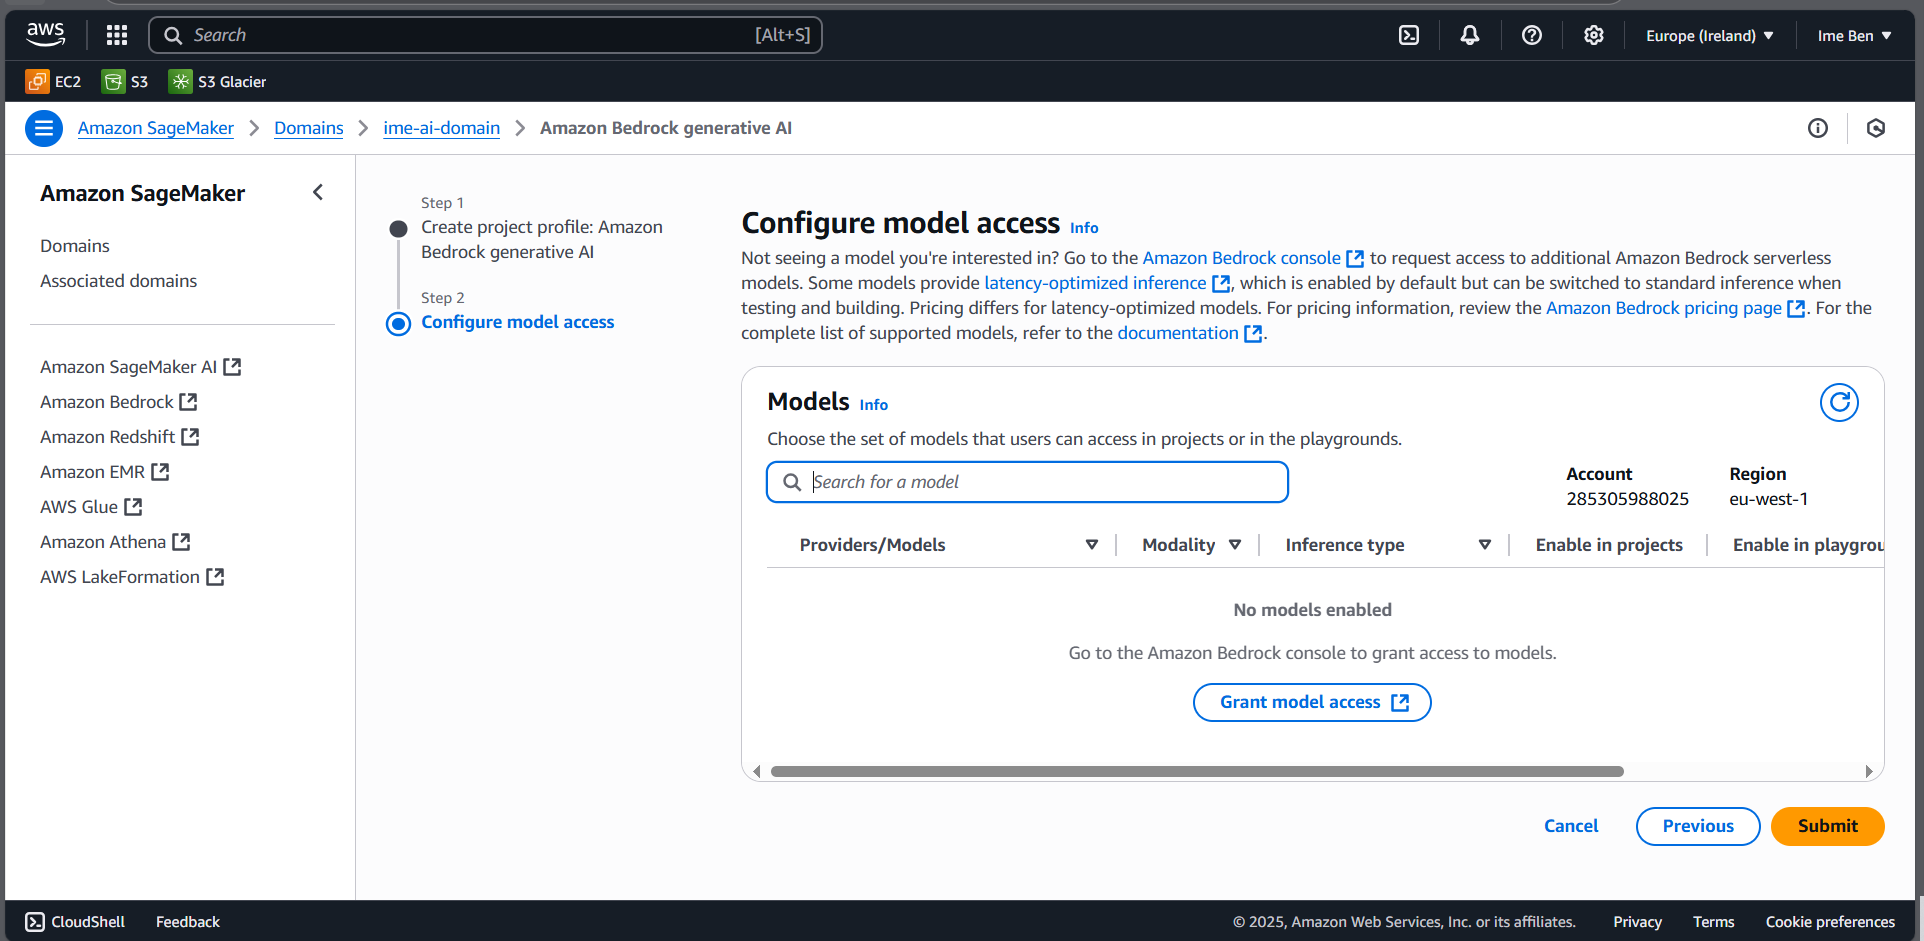 aws
Search
[Alt+S]
Europe (Ireland)
Ime Ben
EC2
S3
S3 Glacier
Amazon SageMaker
Domains
ime-ai-domain
Amazon Bedrock generative AI
Amazon SageMaker
Domains
Associated domains
Amazon SageMaker AI
Amazon Bedrock
Amazon Redshift
Amazon EMR
AWS Glue
Amazon Athena
AWS LakeFormation
Step 1
Create project profile: Amazon
Bedrock generative AI
Step 2
Configure model access
Configure model access Info
Not seeing a model you're interested in? Go to the Amazon Bedrock console to request access to additional Amazon Bedrock serverless
models. Some models provide latency-optimized inference , which is enabled by default but can be switched to standard inference when
testing and building. Pricing differs for latency-optimized models. For pricing information, review the Amazon Bedrock pricing page . For the
complete list of supported models, refer to the documentation .
Models Info
Choose the set of models that users can access in projects or in the playgrounds.
Search for a model
Account
285305988025
Region
eu-west-1
Providers/Models
Modality
Inference type
Enable in projects
Enable in playgrou
No models enabled
Go to the Amazon Bedrock console to grant access to models.
Grant model access
Cancel
Previous
Submit
CloudShell
Feedback
© 2025, Amazon Web Services, Inc. or its affiliates.
Privacy
Terms
Cookie preferences